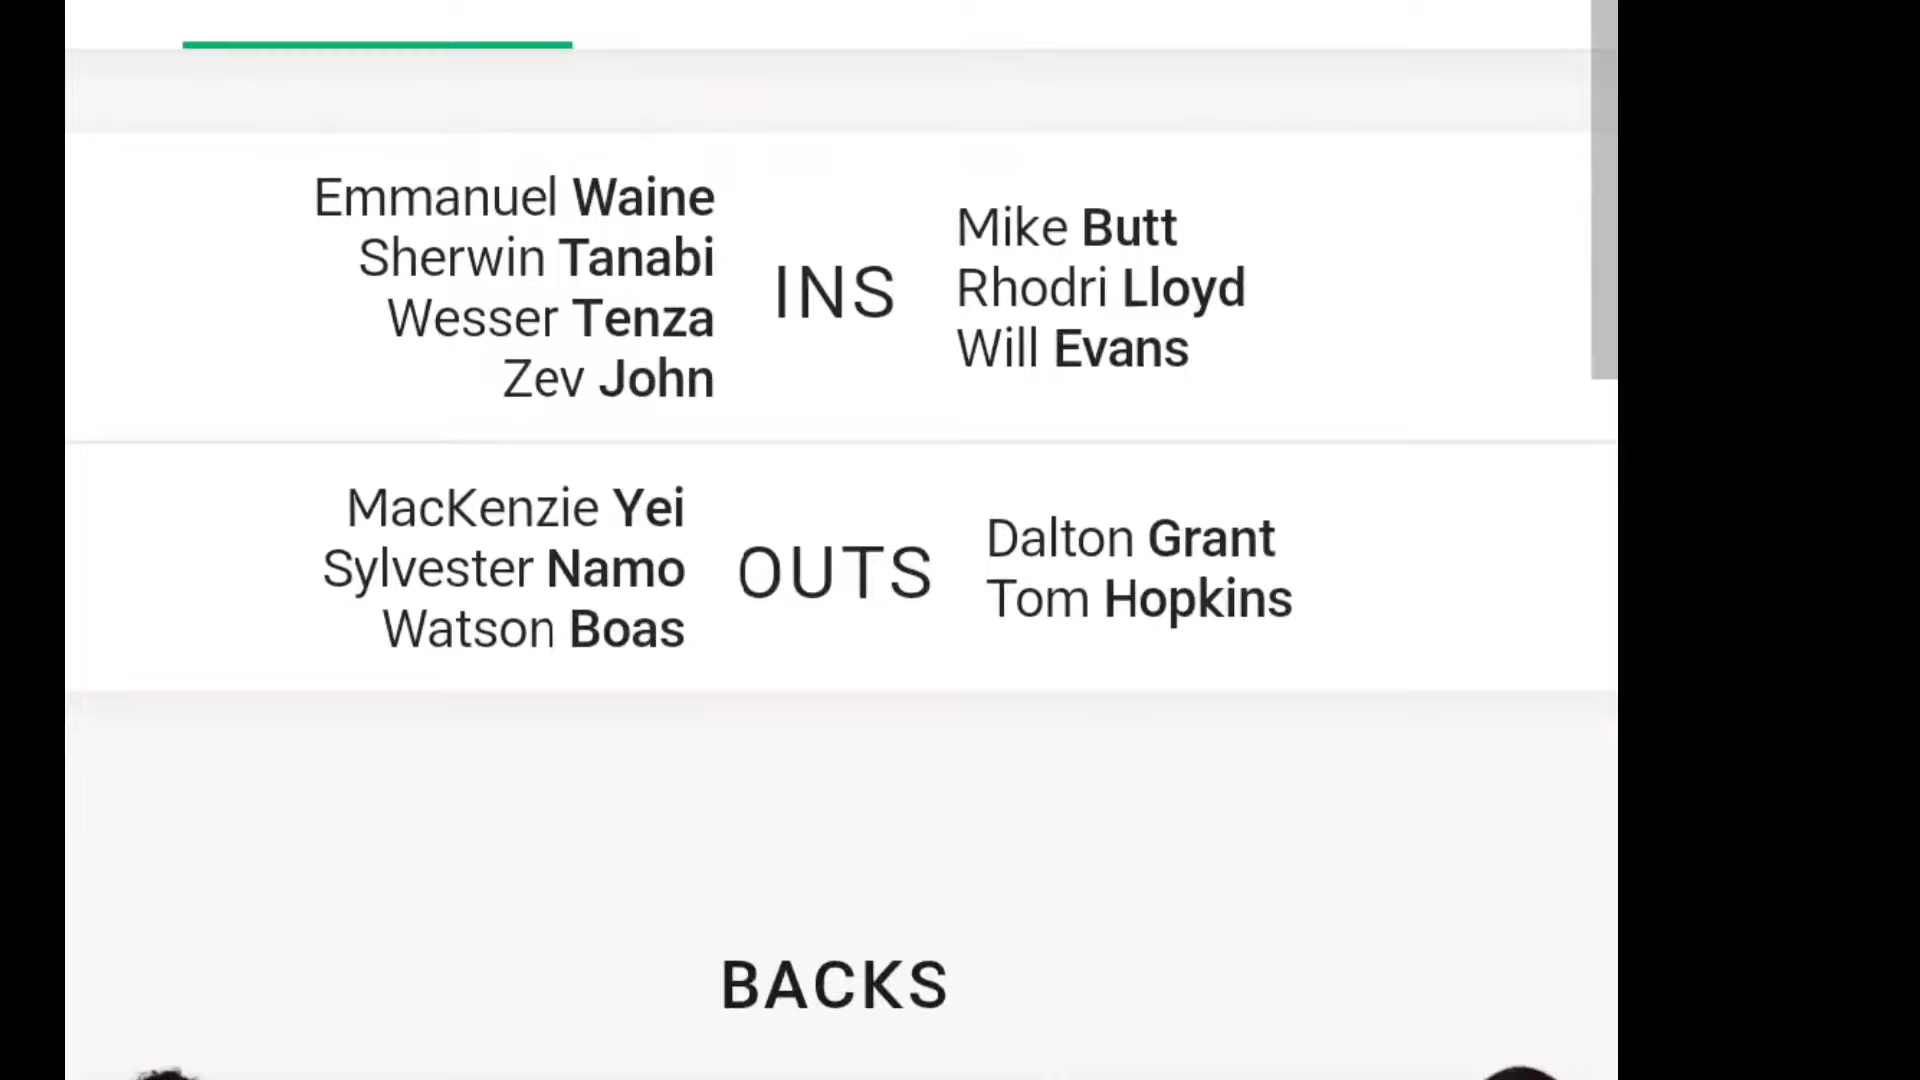 Emmanuel Waine
Sherwin Tanabi
Wesser Tenza
Zev John
INS
Mike Butt
Rhodri Lloyd
Will Evans
MacKenzie Yei
Sylvester Namo
Watson Boas
OUTS
Dalton Grant
Tom Hopkins
BACKS